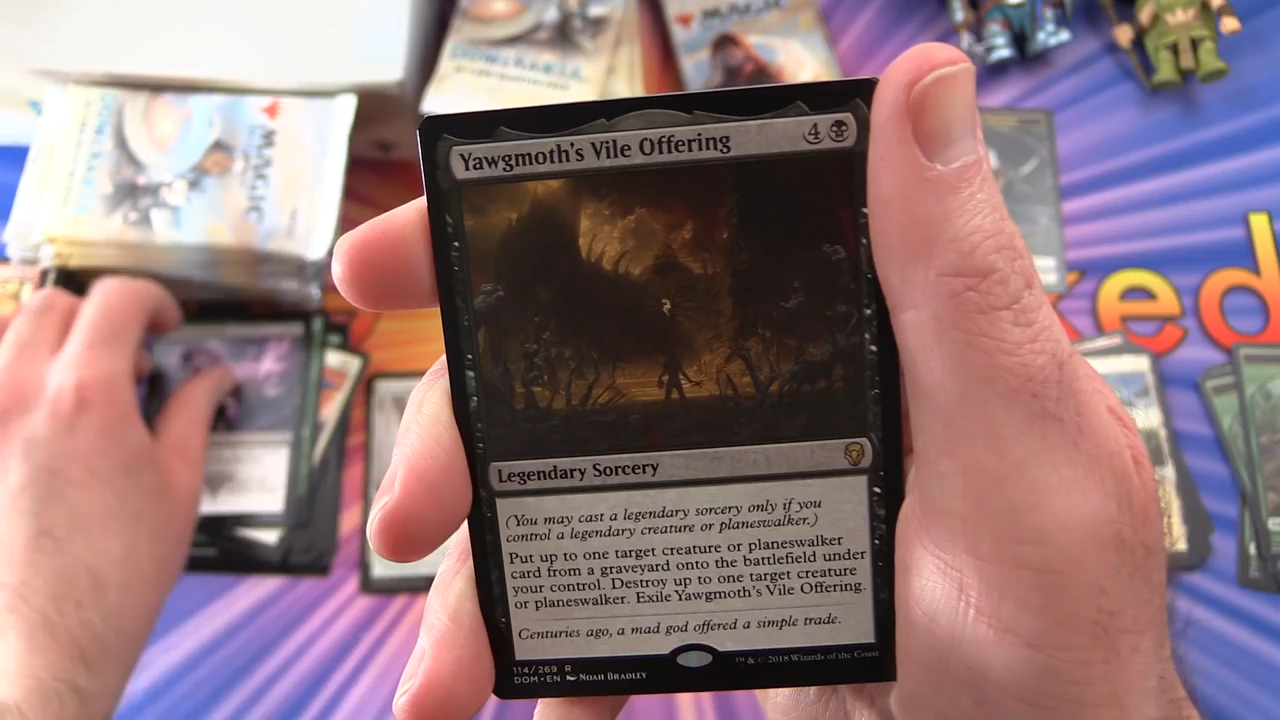 MAGIC
MAGIC
Yawgmoth's Vile Offering 4
ked
Legendary Sorcery
(You may cast a legendary sorcery only if you
control a legendary creature or planeswalker.)
Put up to one target creature or planeswalker
card from a graveyard onto the battlefield under
your control. Destroy up to one target creature
or planeswalker. Exile Yawgmoth's Vile Offering.
Centuries ago, a mad god offered a simple trade.
114/269 R
DOM • EN Noah Bradley
™ & © 2018 Wizards of the Coast